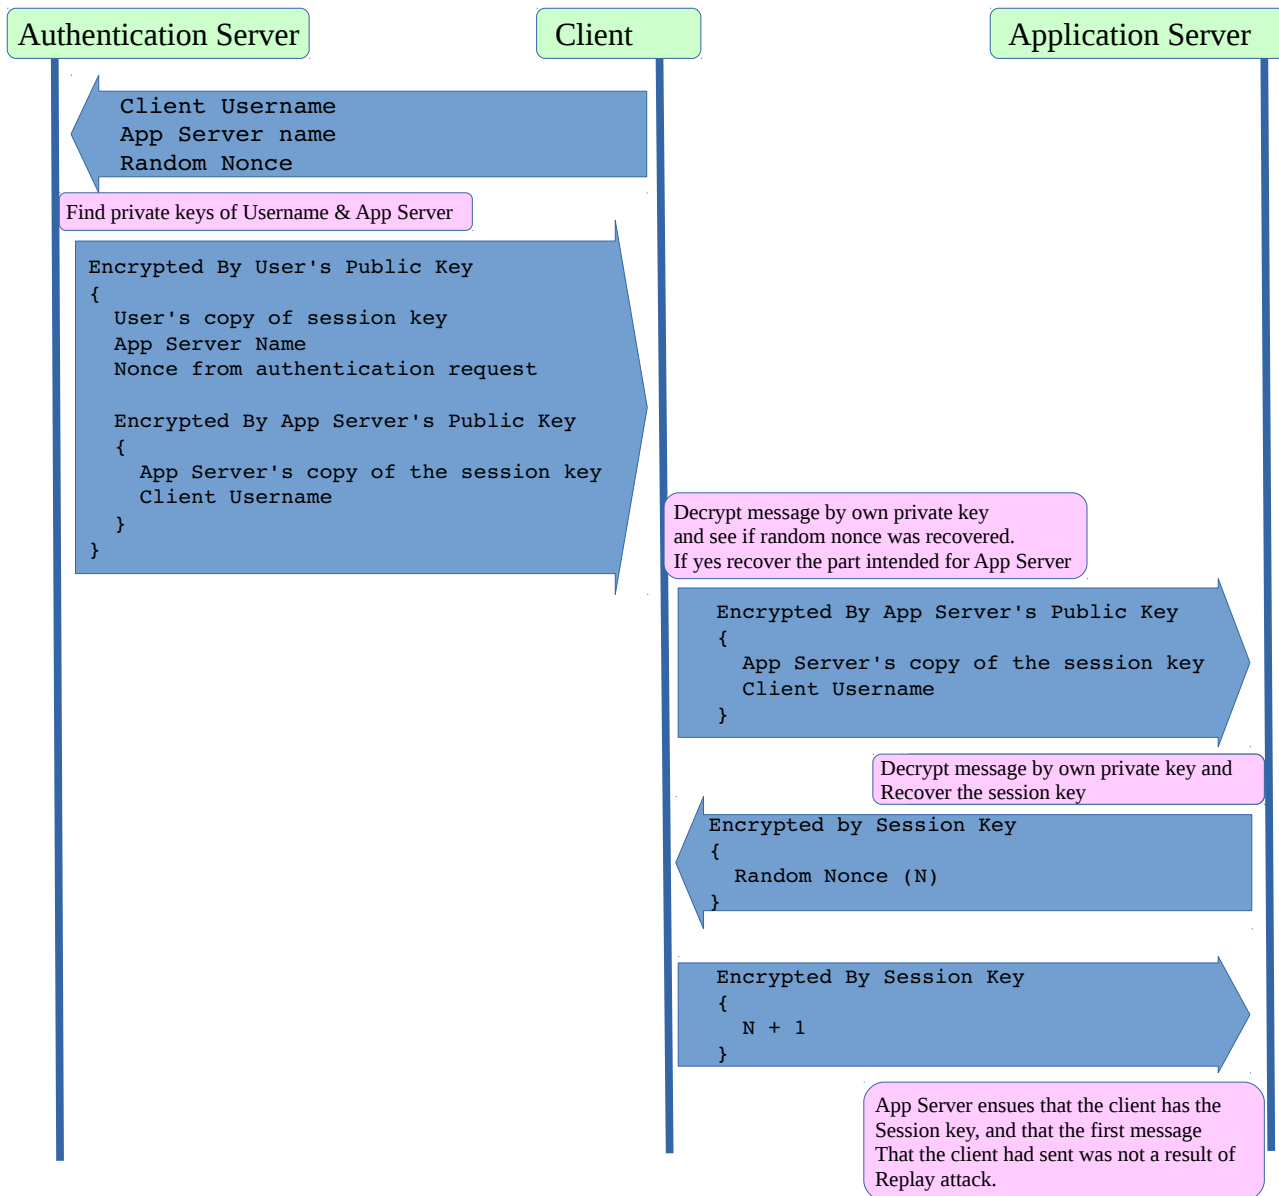 Authentication Server
Client
Application Server
Client Username
App Server name
Random Nonce
Find private keys of Username & App Server
Encrypted By User's Public Key
{
User's copy of session key
App Server Name
Nonce from authentication request
Encrypted By App Server's Public Key
{
App Server's copy of the session key
Client Username
}
}
Decrypt message by own private key
and see if random nonce was recovered.
If yes recover the part intended for App Server
Encrypted By App Server's Public Key
{
App Server's copy of the session key
Client Username
}
Decrypt message by own private key and
Recover the session key
Encrypted by Session Key
{
Random Nonce (N)
}
Encrypted By Session Key
{
N + 1
}
App Server ensues that the client has the
Session key, and that the first message
That the client had sent was not a result of
Replay attack.